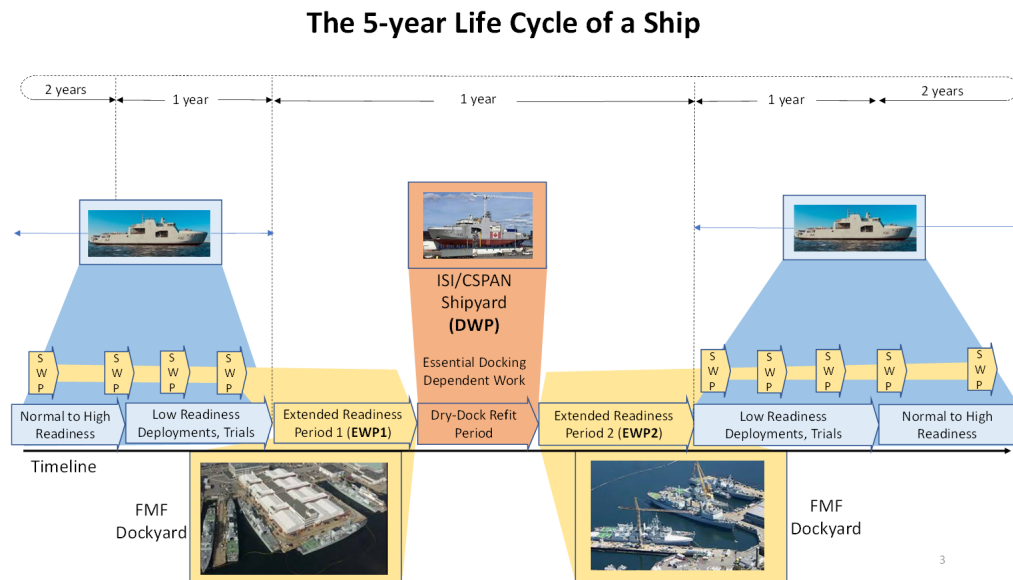 The 5-year Life Cycle of a Ship
2 years
1 year
1 year
1 year
2 years
ISI/CSPAN
Shipyard
(DWP)
Essential Docking
Dependent Work
S
W
P
S
W
P
S
W
P
S
W
P
S
W
P
S
W
P
S
W
P
S
W
P
S
W
P
Normal to High
Readiness
Low Readiness
Deployments, Trials
Extended Readiness
Period 1 (EWP1)
Dry-Dock Refit
Period
Extended Readiness
Period 2 (EWP2)
Low Readiness
Deployments, Trials
Normal to High
Readiness
Timeline
FMF
Dockyard
FMF
Dockyard
3